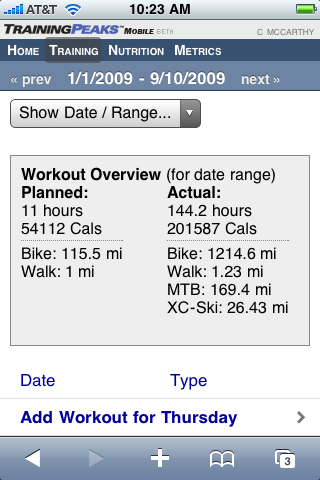 AT&T 10:23 AM
TRAININGPEAKS™ MOBILE BETA C MCCARTHY
HOME TRAINING NUTRITION METRICS
« prev 1/1/2009 - 9/10/2009 next »
Show Date / Range...
Workout Overview (for date range)
Planned: Actual:
11 hours 144.2 hours
54112 Cals 201587 Cals
Bike: 115.5 mi Bike: 1214.6 mi
Walk: 1 mi Walk: 1.23 mi
MTB: 169.4 mi
XC-Ski: 26.43 mi
Date Type
Add Workout for Thursday
3